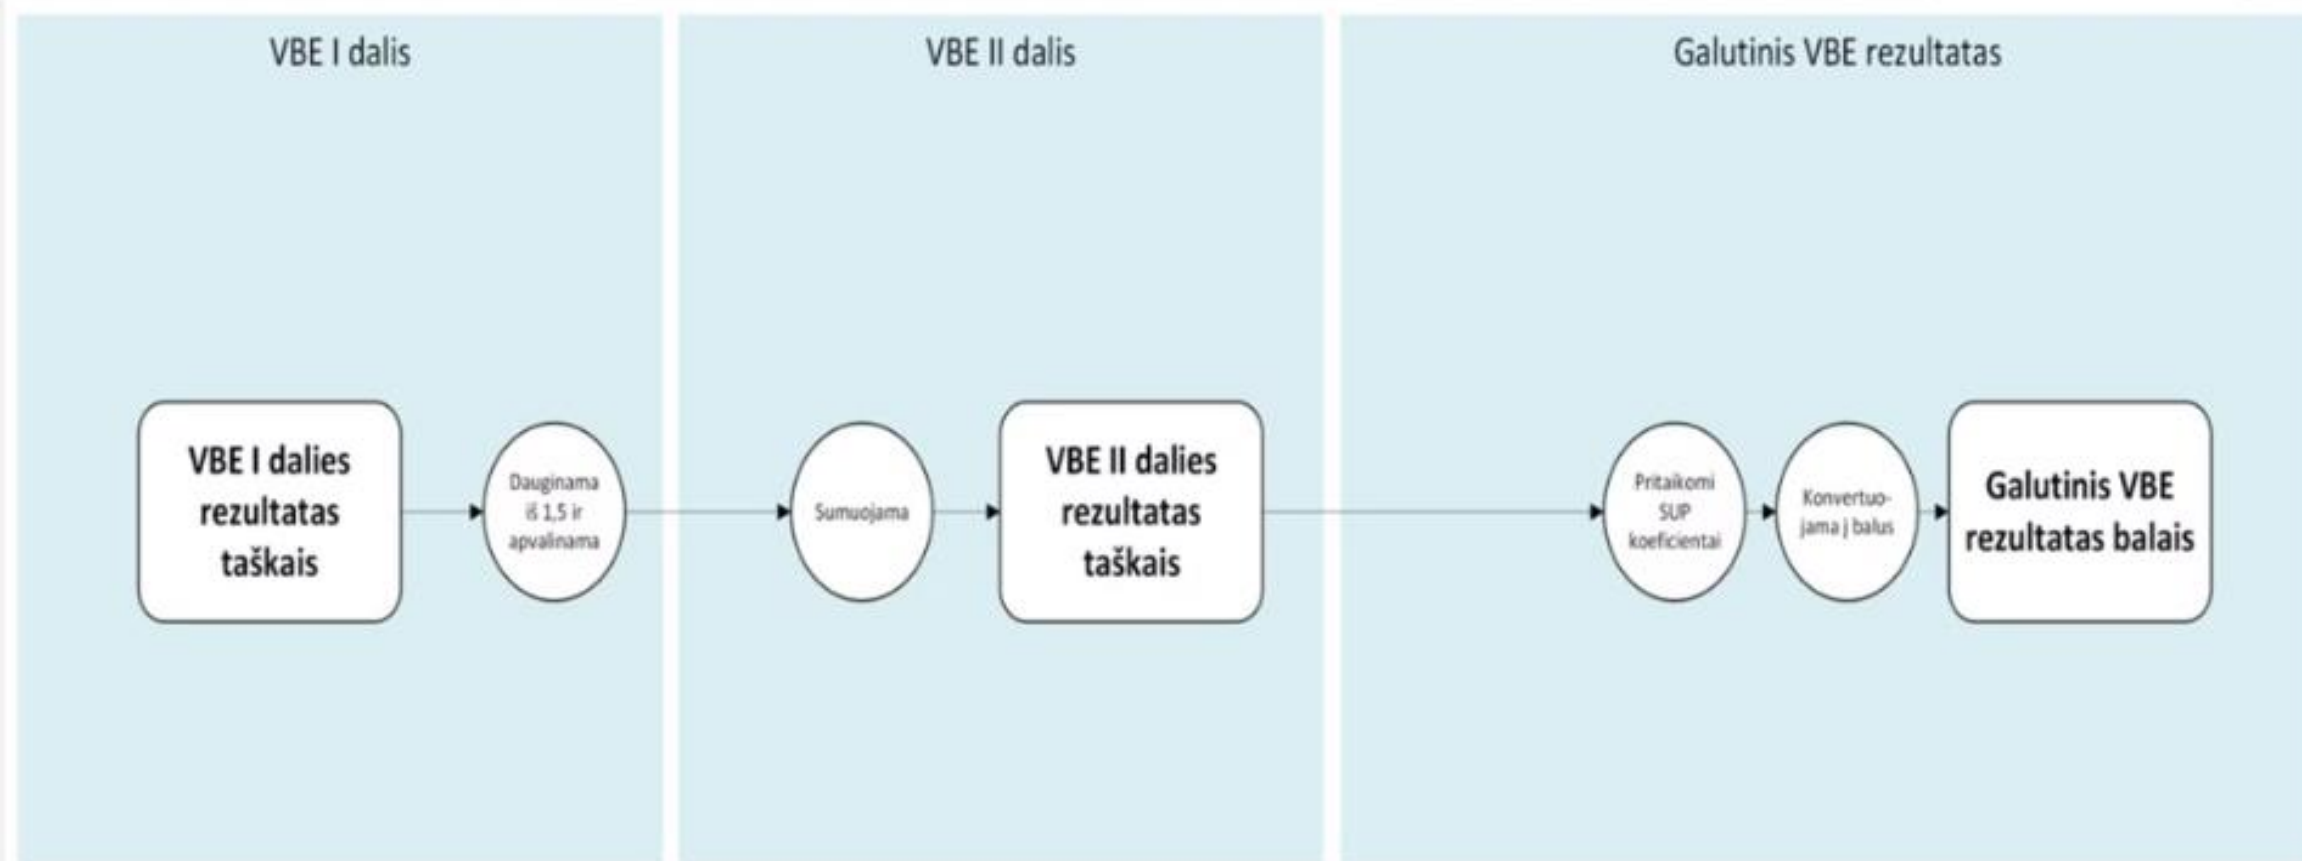 VBE I dalis
VBE II dalis
Galutinis VBE rezultatas
VBE I dalies
rezultatas
taškais
Dauginama
iš 1,5 ir
apvalinama
Sumuojama
VBE II dalies
rezultatas
taškais
Pritaikomi
SUP
koeficientai
Konvertuo-
jama į balus
Galutinis VBE
rezultatas balais